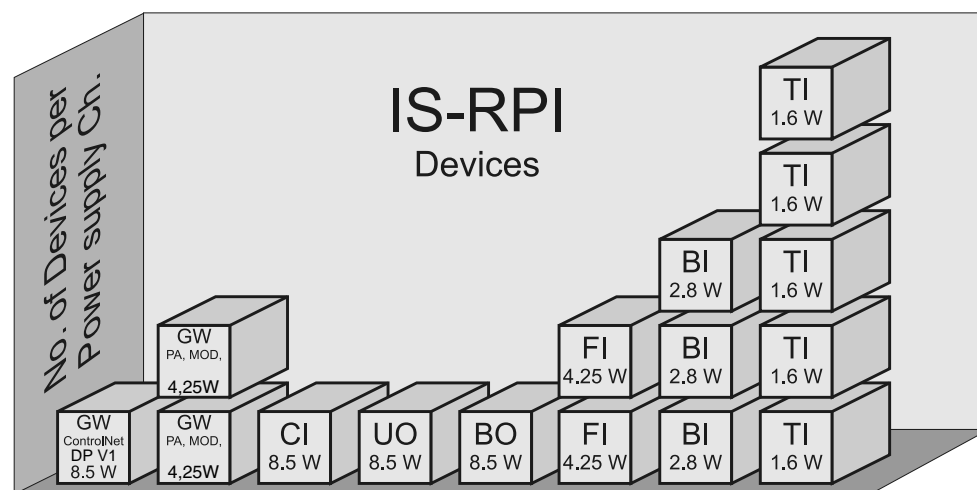 No. of Devices per
Power supply Ch.
IS-RPI
Devices
TI
1.6 W
TI
1.6 W
BI
2.8 W
TI
1.6 W
GW
PA, MOD,
4,25W
FI
4.25 W
BI
2.8 W
TI
1.6 W
GW
ControlNet
DP V1
8.5 W
GW
PA, MOD,
4,25W
CI
8.5 W
UO
8.5 W
BO
8.5 W
FI
4.25 W
BI
2.8 W
TI
1.6 W